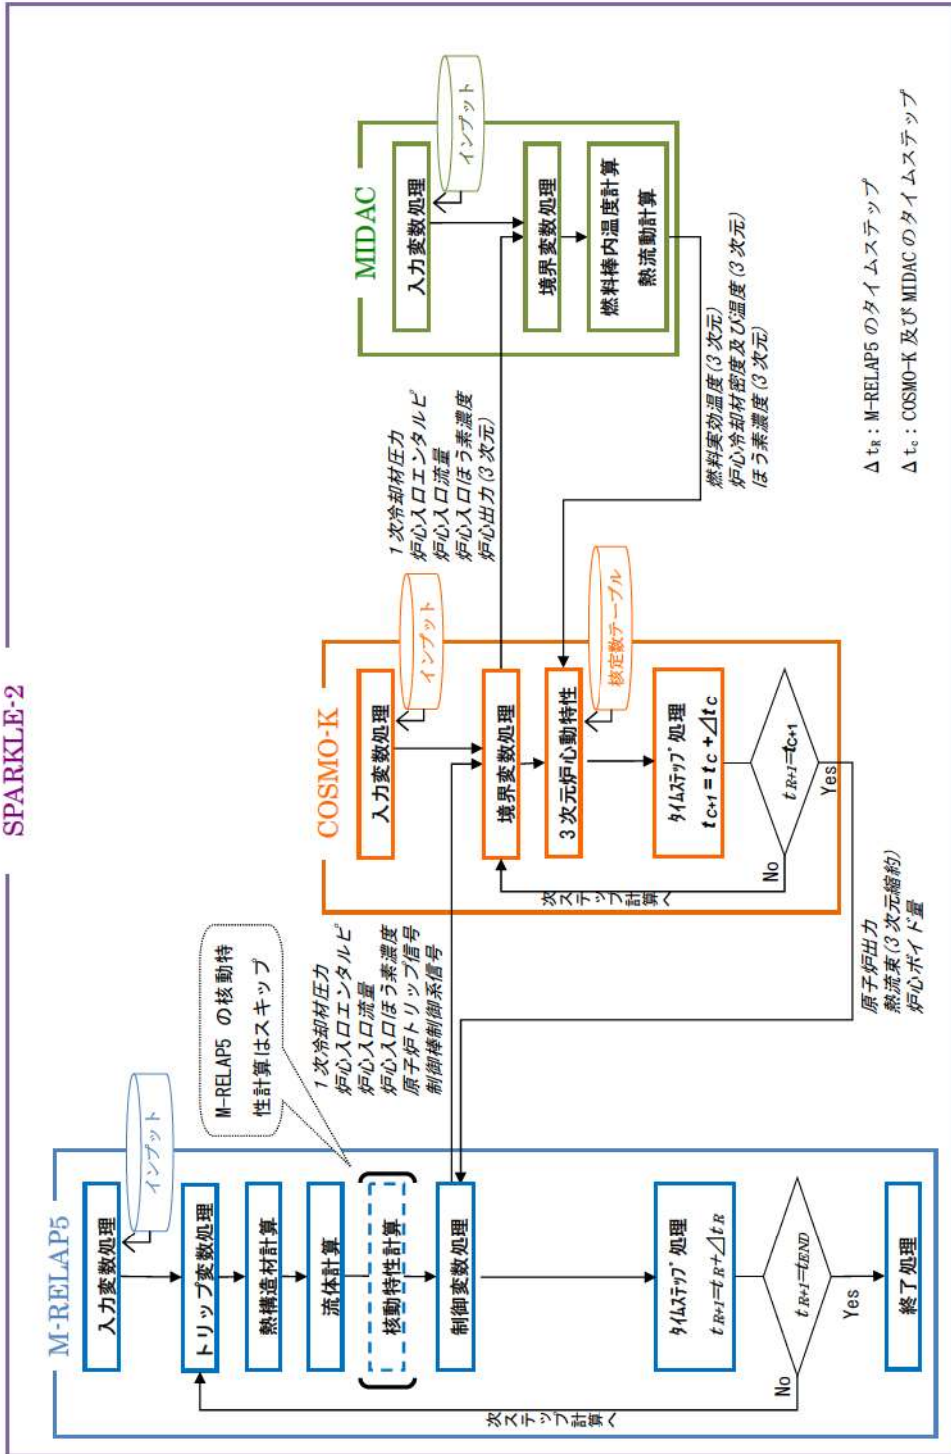 SPARKLE-2
M-RELAP5
入力変数処理
インプット
トリップ変数処理
熱構造材計算
流体計算
核動特性計算
制御変数処理
タイムステップ処理
t_{R+1}=t_R+⊿t_R
t_{R+1}=t_{END}
No
Yes
終了処理
次ステップ計算へ
M-RELAP5 の核動特
性計算はスキップ
1次冷却材圧力
炉心入口エンタルピ
炉心入口流量
炉心入口ほう素濃度
原子炉トリップ信号
制御棒制御系信号
原子炉出力
熱流束(3次元縮約)
炉心ボイド量
COSMO-K
入力変数処理
インプット
境界変数処理
3次元炉心動特性
核定数テーブル
タイムステップ処理
t_{C+1}=t_C+⊿t_C
t_{R+1}=t_{C+1}
No
Yes
次ステップ計算へ
1次冷却材圧力
炉心入口エンタルピ
炉心入口流量
炉心入口ほう素濃度
炉心出力(3次元)
燃料実効温度(3次元)
炉心冷却材密度及び温度(3次元)
ほう素濃度(3次元)
MIDAC
入力変数処理
インプット
境界変数処理
燃料棒内温度計算
熱流動計算
Δt_R：M-RELAP5のタイムステップ
Δt_c：COSMO-K 及び MIDACのタイムステップ